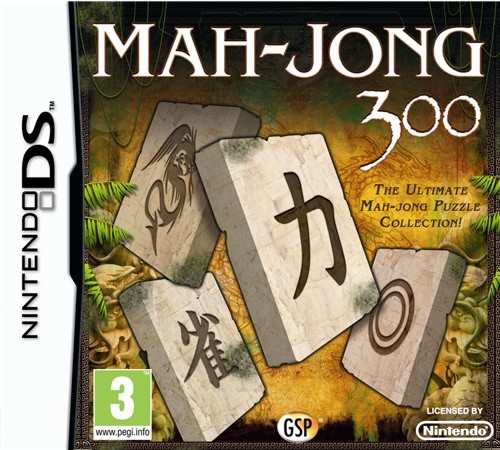 NINTENDO DS™
MAH-JONG
300
THE ULTIMATE
MAH-JONG PUZZLE
COLLECTION!
力
雀
3
TM
www.pegi.info
GSP
LICENSED BY
Nintendo